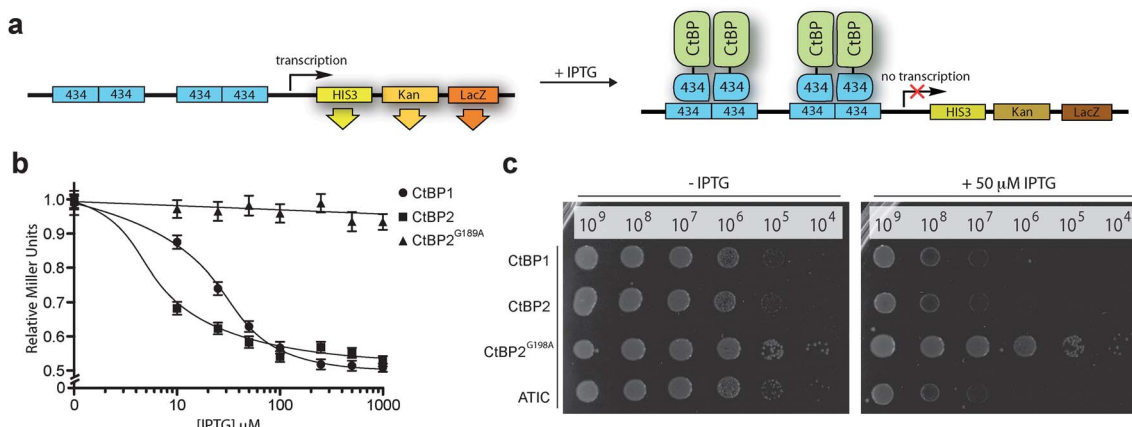 a
transcription
434 434 434 434 HIS3 Kan LacZ
+ IPTG
CtBP CtBP CtBP CtBP
434 434 434 434
no transcription
434 434 434 434 HIS3 Kan LacZ
b
CtBP1
CtBP2
CtBP2G189A
Relative Miller Units
1.0
0.9
0.8
0.7
0.6
0.5
0
0 10 100 1000
[IPTG] µM
c
- IPTG
+ 50 µM IPTG
10⁹ 10⁸ 10⁷ 10⁶ 10⁵ 10⁴
10⁹ 10⁸ 10⁷ 10⁶ 10⁵ 10⁴
CtBP1
CtBP2
CtBP2G198A
ATIC